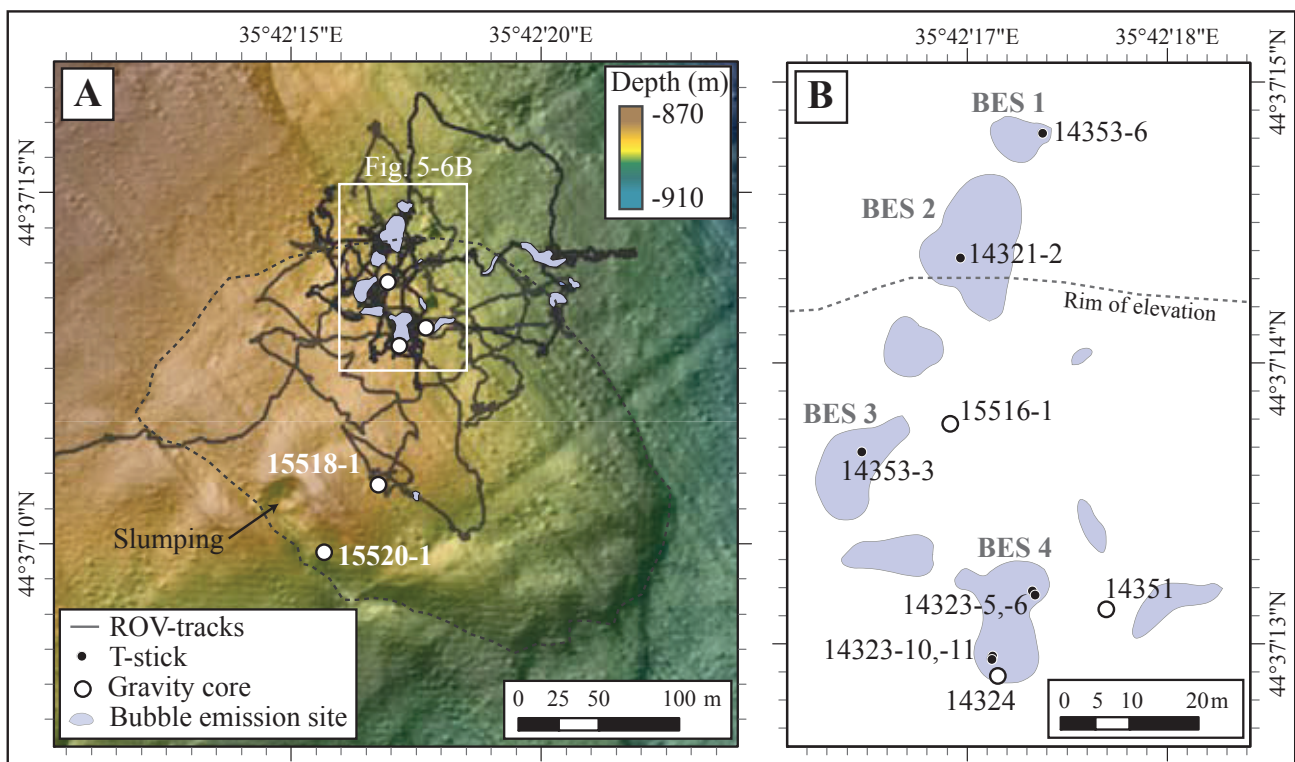 35°42'15"E
35°42'20"E
A
Depth (m)
-870
-910
Fig. 5-6B
44°37'15"N
44°37'10"N
15518-1
Slumping
15520-1
ROV-tracks
T-stick
Gravity core
Bubble emission site
0 25 50 100 m
35°42'17"E
35°42'18"E
B
44°37'15"N
44°37'14"N
44°37'13"N
BES 1
14353-6
BES 2
14321-2
Rim of elevation
15516-1
BES 3
14353-3
BES 4
14323-5,-6
14351
14323-10,-11
14324
0 5 10 20 m